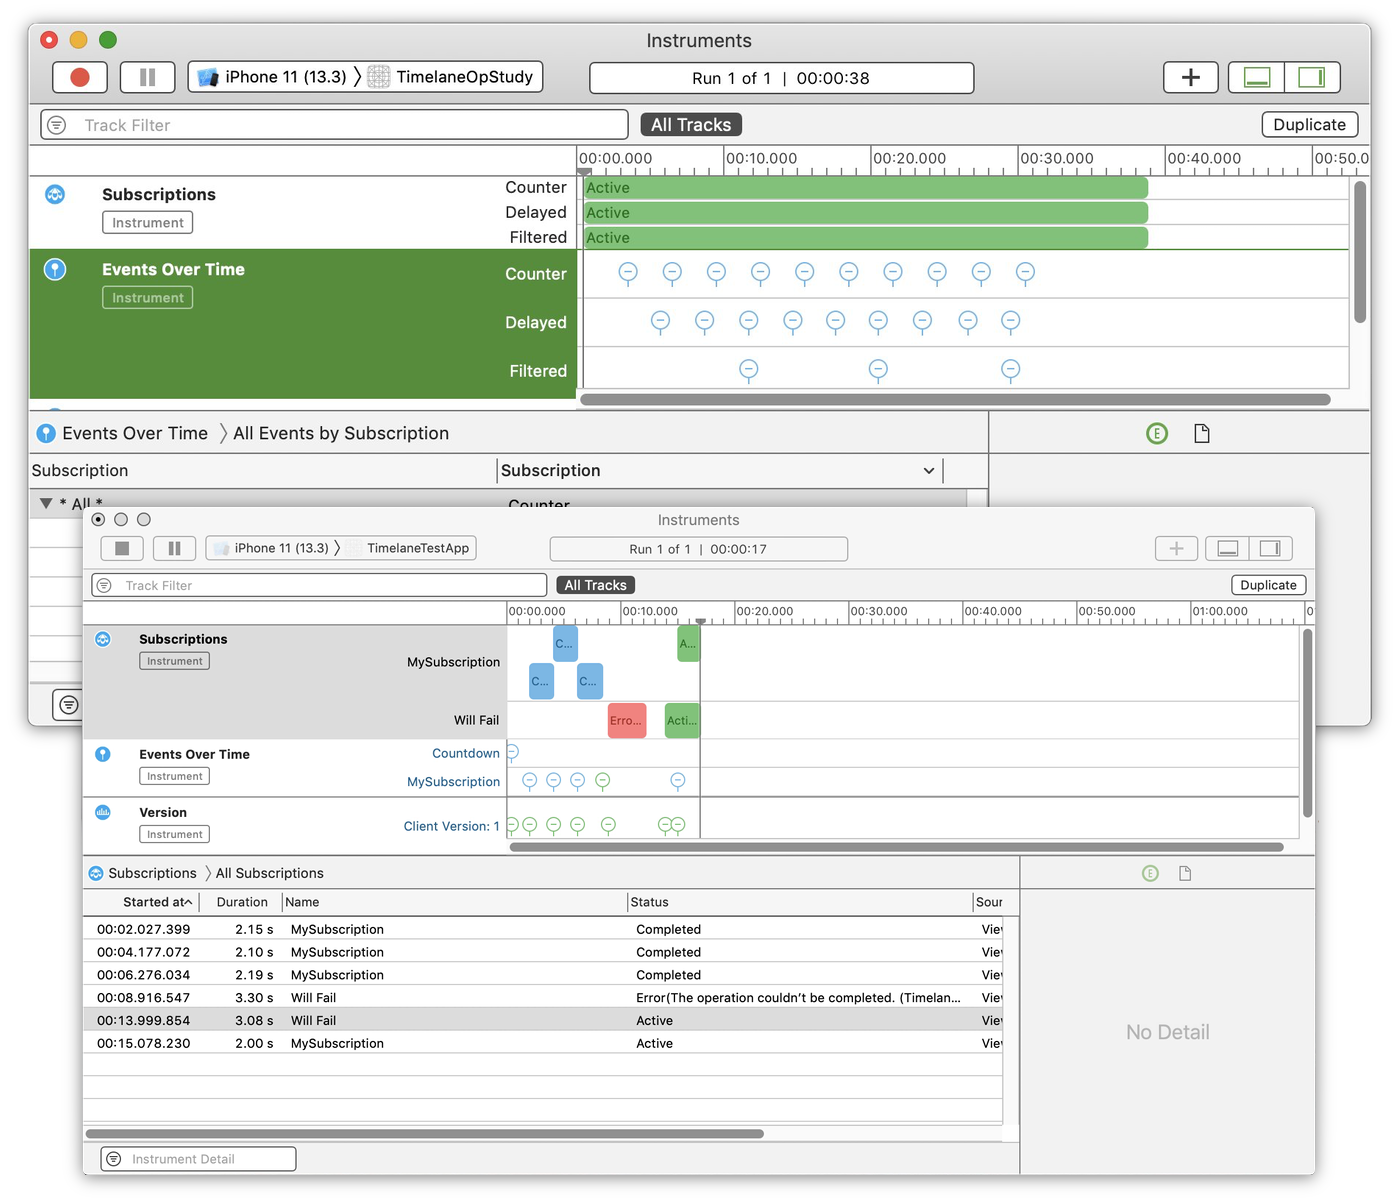 Instruments
iPhone 11 (13.3) 〉 TimelaneOpStudy
Run 1 of 1 | 00:00:38
Track Filter
All Tracks
Duplicate
00:00.000 00:10.000 00:20.000 00:30.000 00:40.000 00:50.0
Subscriptions
Instrument
Counter Active
Delayed Active
Filtered Active
Events Over Time
Instrument
Counter
Delayed
Filtered
Events Over Time 〉 All Events by Subscription
E
Subscription Subscription
* All * Counter
Instruments
iPhone 11 (13.3) 〉 TimelaneTestApp
Run 1 of 1 | 00:00:17
Track Filter
All Tracks
Duplicate
00:00.000 00:10.000 00:20.000 00:30.000 00:40.000 00:50.000 01:00.000 0
Subscriptions
Instrument
MySubscription
C... A...
C... C...
Will Fail Erro... Acti...
Events Over Time
Instrument
Countdown
MySubscription
Version
Instrument
Client Version: 1
Subscriptions 〉 All Subscriptions
E
Started at Duration Name Status Sour
00:02.027.399 2.15 s MySubscription Completed Viev
00:04.177.072 2.10 s MySubscription Completed Viev
00:06.276.034 2.19 s MySubscription Completed Viev
00:08.916.547 3.30 s Will Fail Error(The operation couldn’t be completed. (Timelan... Viev
00:13.999.854 3.08 s Will Fail Active Viev
00:15.078.230 2.00 s MySubscription Active Viev
No Detail
Instrument Detail